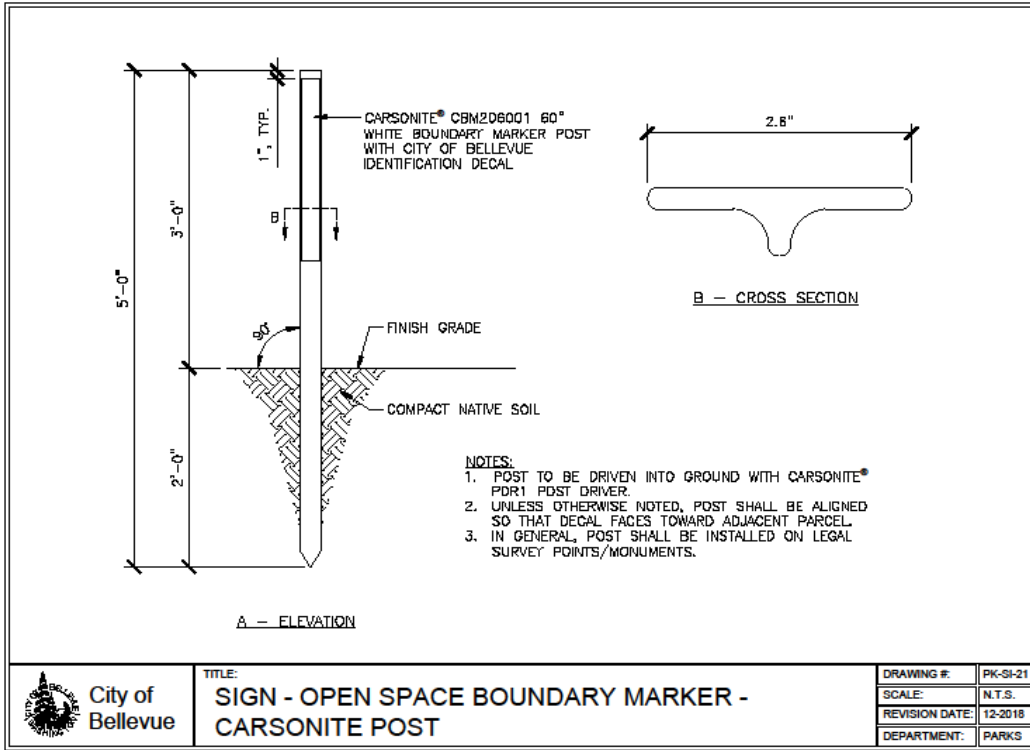 CARSONITE® CBM2D6001 60"
WHITE BOUNDARY MARKER POST
WITH CITY OF BELLEVUE
IDENTIFICATION DECAL
1", TYP.
3'-0"
5'-0"
2'-0"
B
90°
FINISH GRADE
COMPACT NATIVE SOIL
A - ELEVATION
2.6"
B - CROSS SECTION
NOTES:
1. POST TO BE DRIVEN INTO GROUND WITH CARSONITE®
PDR1 POST DRIVER.
2. UNLESS OTHERWISE NOTED, POST SHALL BE ALIGNED
SO THAT DECAL FACES TOWARD ADJACENT PARCEL.
3. IN GENERAL, POST SHALL BE INSTALLED ON LEGAL
SURVEY POINTS/MONUMENTS.
City of
Bellevue
TITLE:
SIGN - OPEN SPACE BOUNDARY MARKER -
CARSONITE POST
DRAWING #: PK-SI-21
SCALE: N.T.S.
REVISION DATE: 12-2018
DEPARTMENT: PARKS